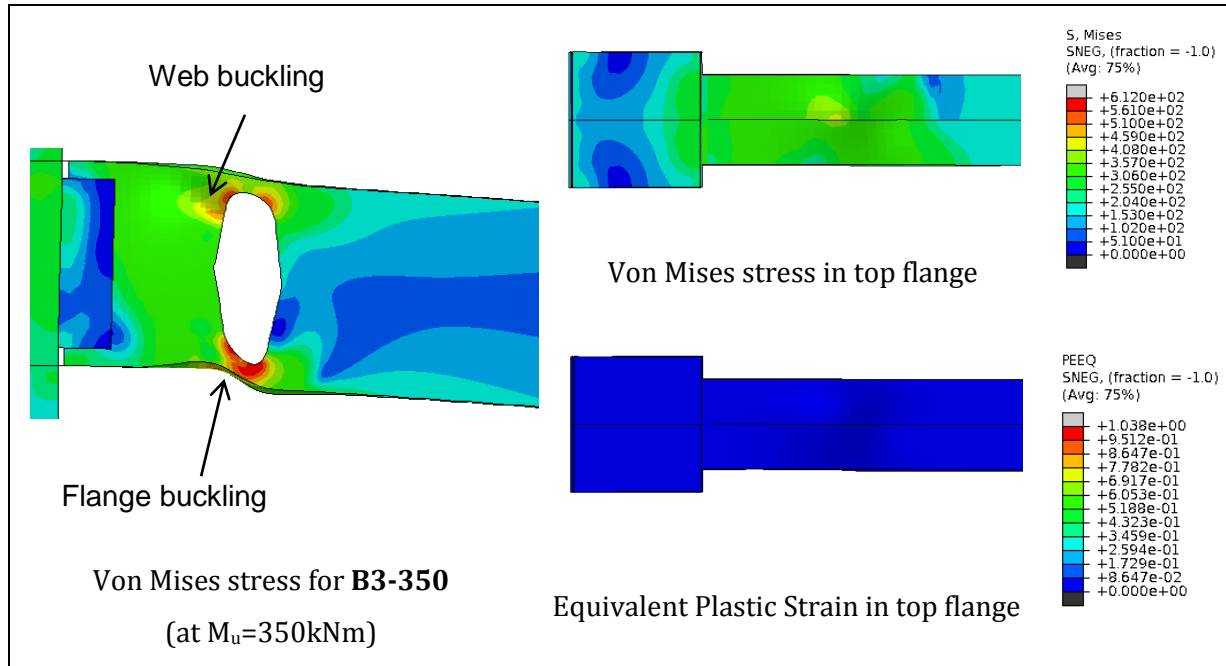 Web buckling
Flange buckling
Von Mises stress for B3-350
(at Mu=350kNm)
Von Mises stress in top flange
Equivalent Plastic Strain in top flange
S, Mises
SNEG, (fraction = -1.0)
(Avg: 75%)
+6.120e+02
+5.610e+02
+5.100e+02
+4.590e+02
+4.080e+02
+3.570e+02
+3.060e+02
+2.550e+02
+2.040e+02
+1.530e+02
+1.020e+02
+5.100e+01
+0.000e+00
PEEQ
SNEG, (fraction = -1.0)
(Avg: 75%)
+1.038e+00
+9.512e-01
+8.647e-01
+7.782e-01
+6.917e-01
+6.053e-01
+5.188e-01
+4.323e-01
+3.459e-01
+2.594e-01
+1.729e-01
+8.647e-02
+0.000e+00